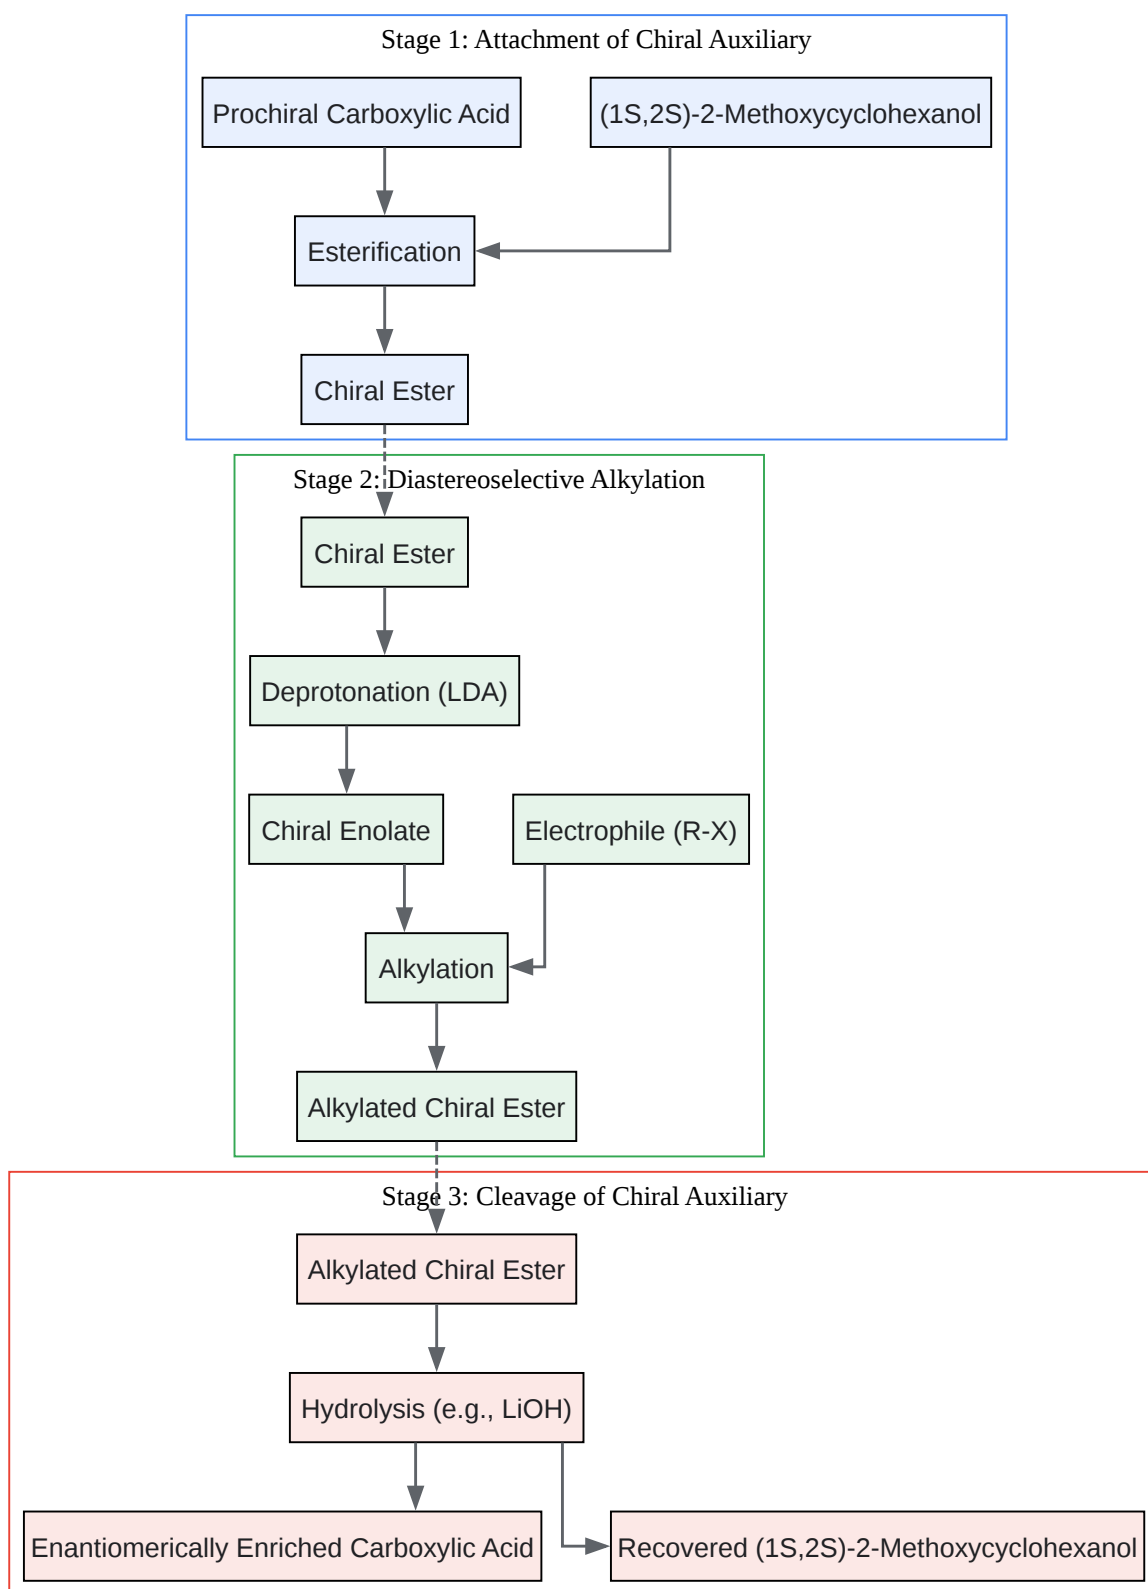 Stage 1: Attachment of Chiral Auxiliary
Prochiral Carboxylic Acid
(1S,2S)-2-Methoxycyclohexanol
Esterification
Chiral Ester
Stage 2: Diastereoselective Alkylation
Chiral Ester
Deprotonation (LDA)
Chiral Enolate
Electrophile (R-X)
Alkylation
Alkylated Chiral Ester
Stage 3: Cleavage of Chiral Auxiliary
Alkylated Chiral Ester
Hydrolysis (e.g., LiOH)
Enantiomerically Enriched Carboxylic Acid
Recovered (1S,2S)-2-Methoxycyclohexanol